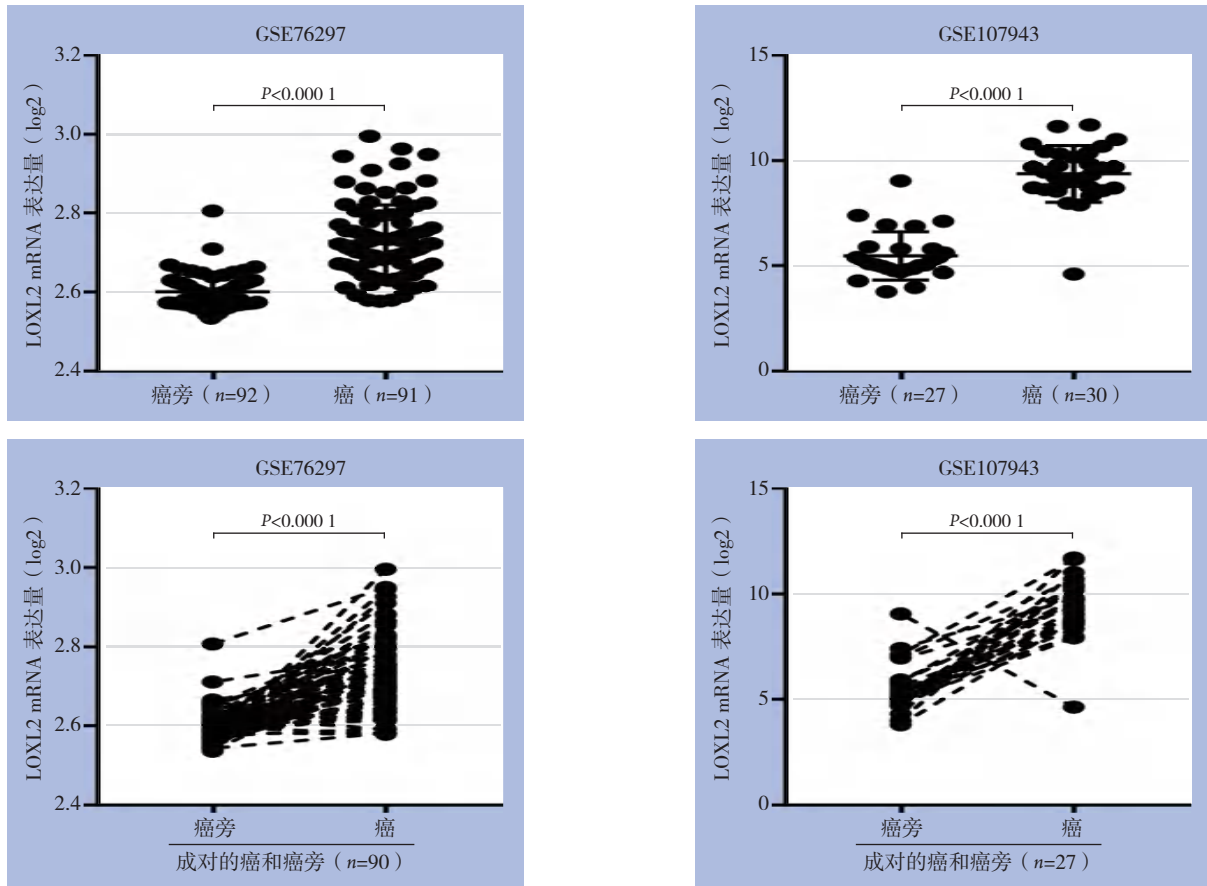 GSE76297
3.2
3.0
2.8
2.6
2.4
LOXL2 mRNA 表达量（log2）
P<0.000 1
癌旁（n=92）
癌（n=91）
GSE107943
15
10
5
0
LOXL2 mRNA 表达量（log2）
P<0.000 1
癌旁（n=27）
癌（n=30）
GSE76297
3.2
3.0
2.8
2.6
2.4
LOXL2 mRNA 表达量（log2）
P<0.000 1
癌旁
癌
成对的癌和癌旁（n=90）
GSE107943
15
10
5
0
LOXL2 mRNA 表达量（log2）
P<0.000 1
癌旁
癌
成对的癌和癌旁（n=27）